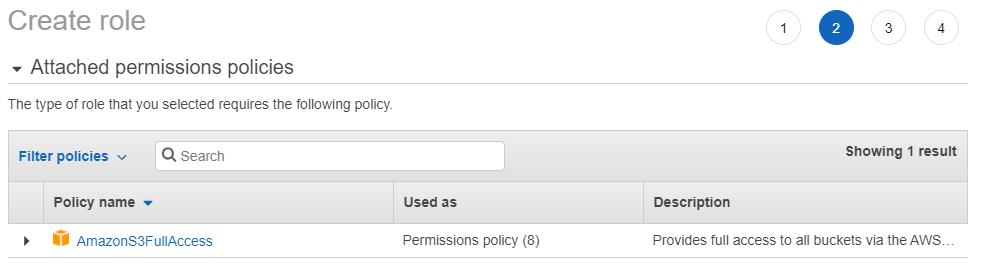 Create role
1 2 3 4
Attached permissions policies
The type of role that you selected requires the following policy.
Filter policies Search Showing 1 result
Policy name Used as Description
AmazonS3FullAccess Permissions policy (8) Provides full access to all buckets via the AWS...